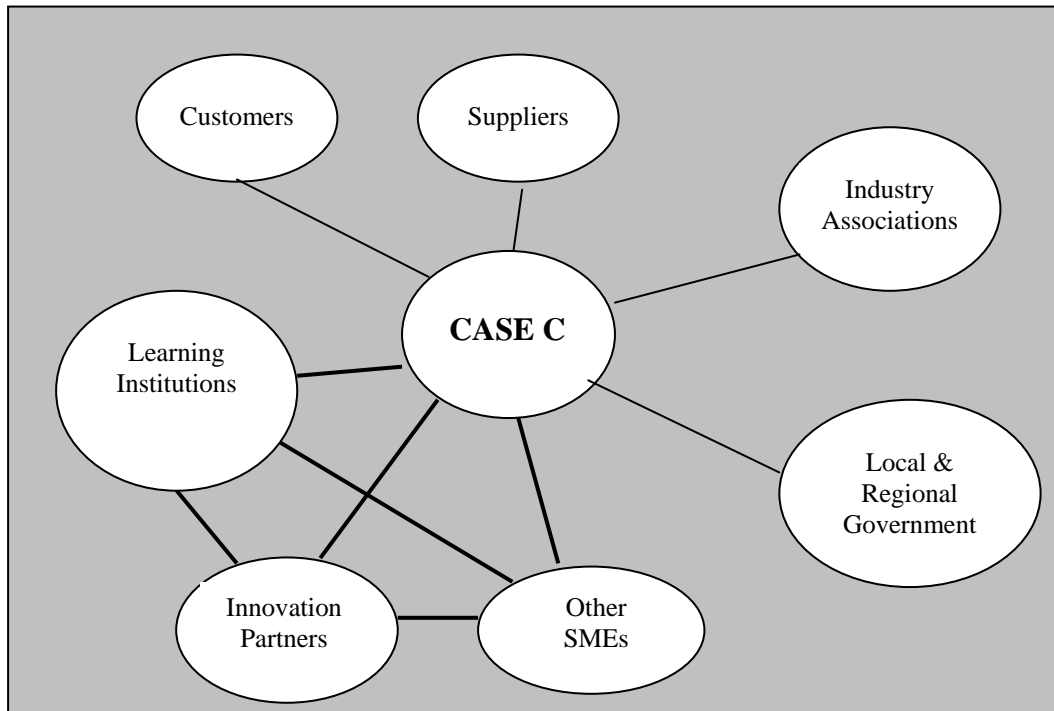 Customers
Suppliers
Industry
Associations
CASE C
Learning
Institutions
Local &
Regional
Government
Innovation
Partners
Other
SMEs